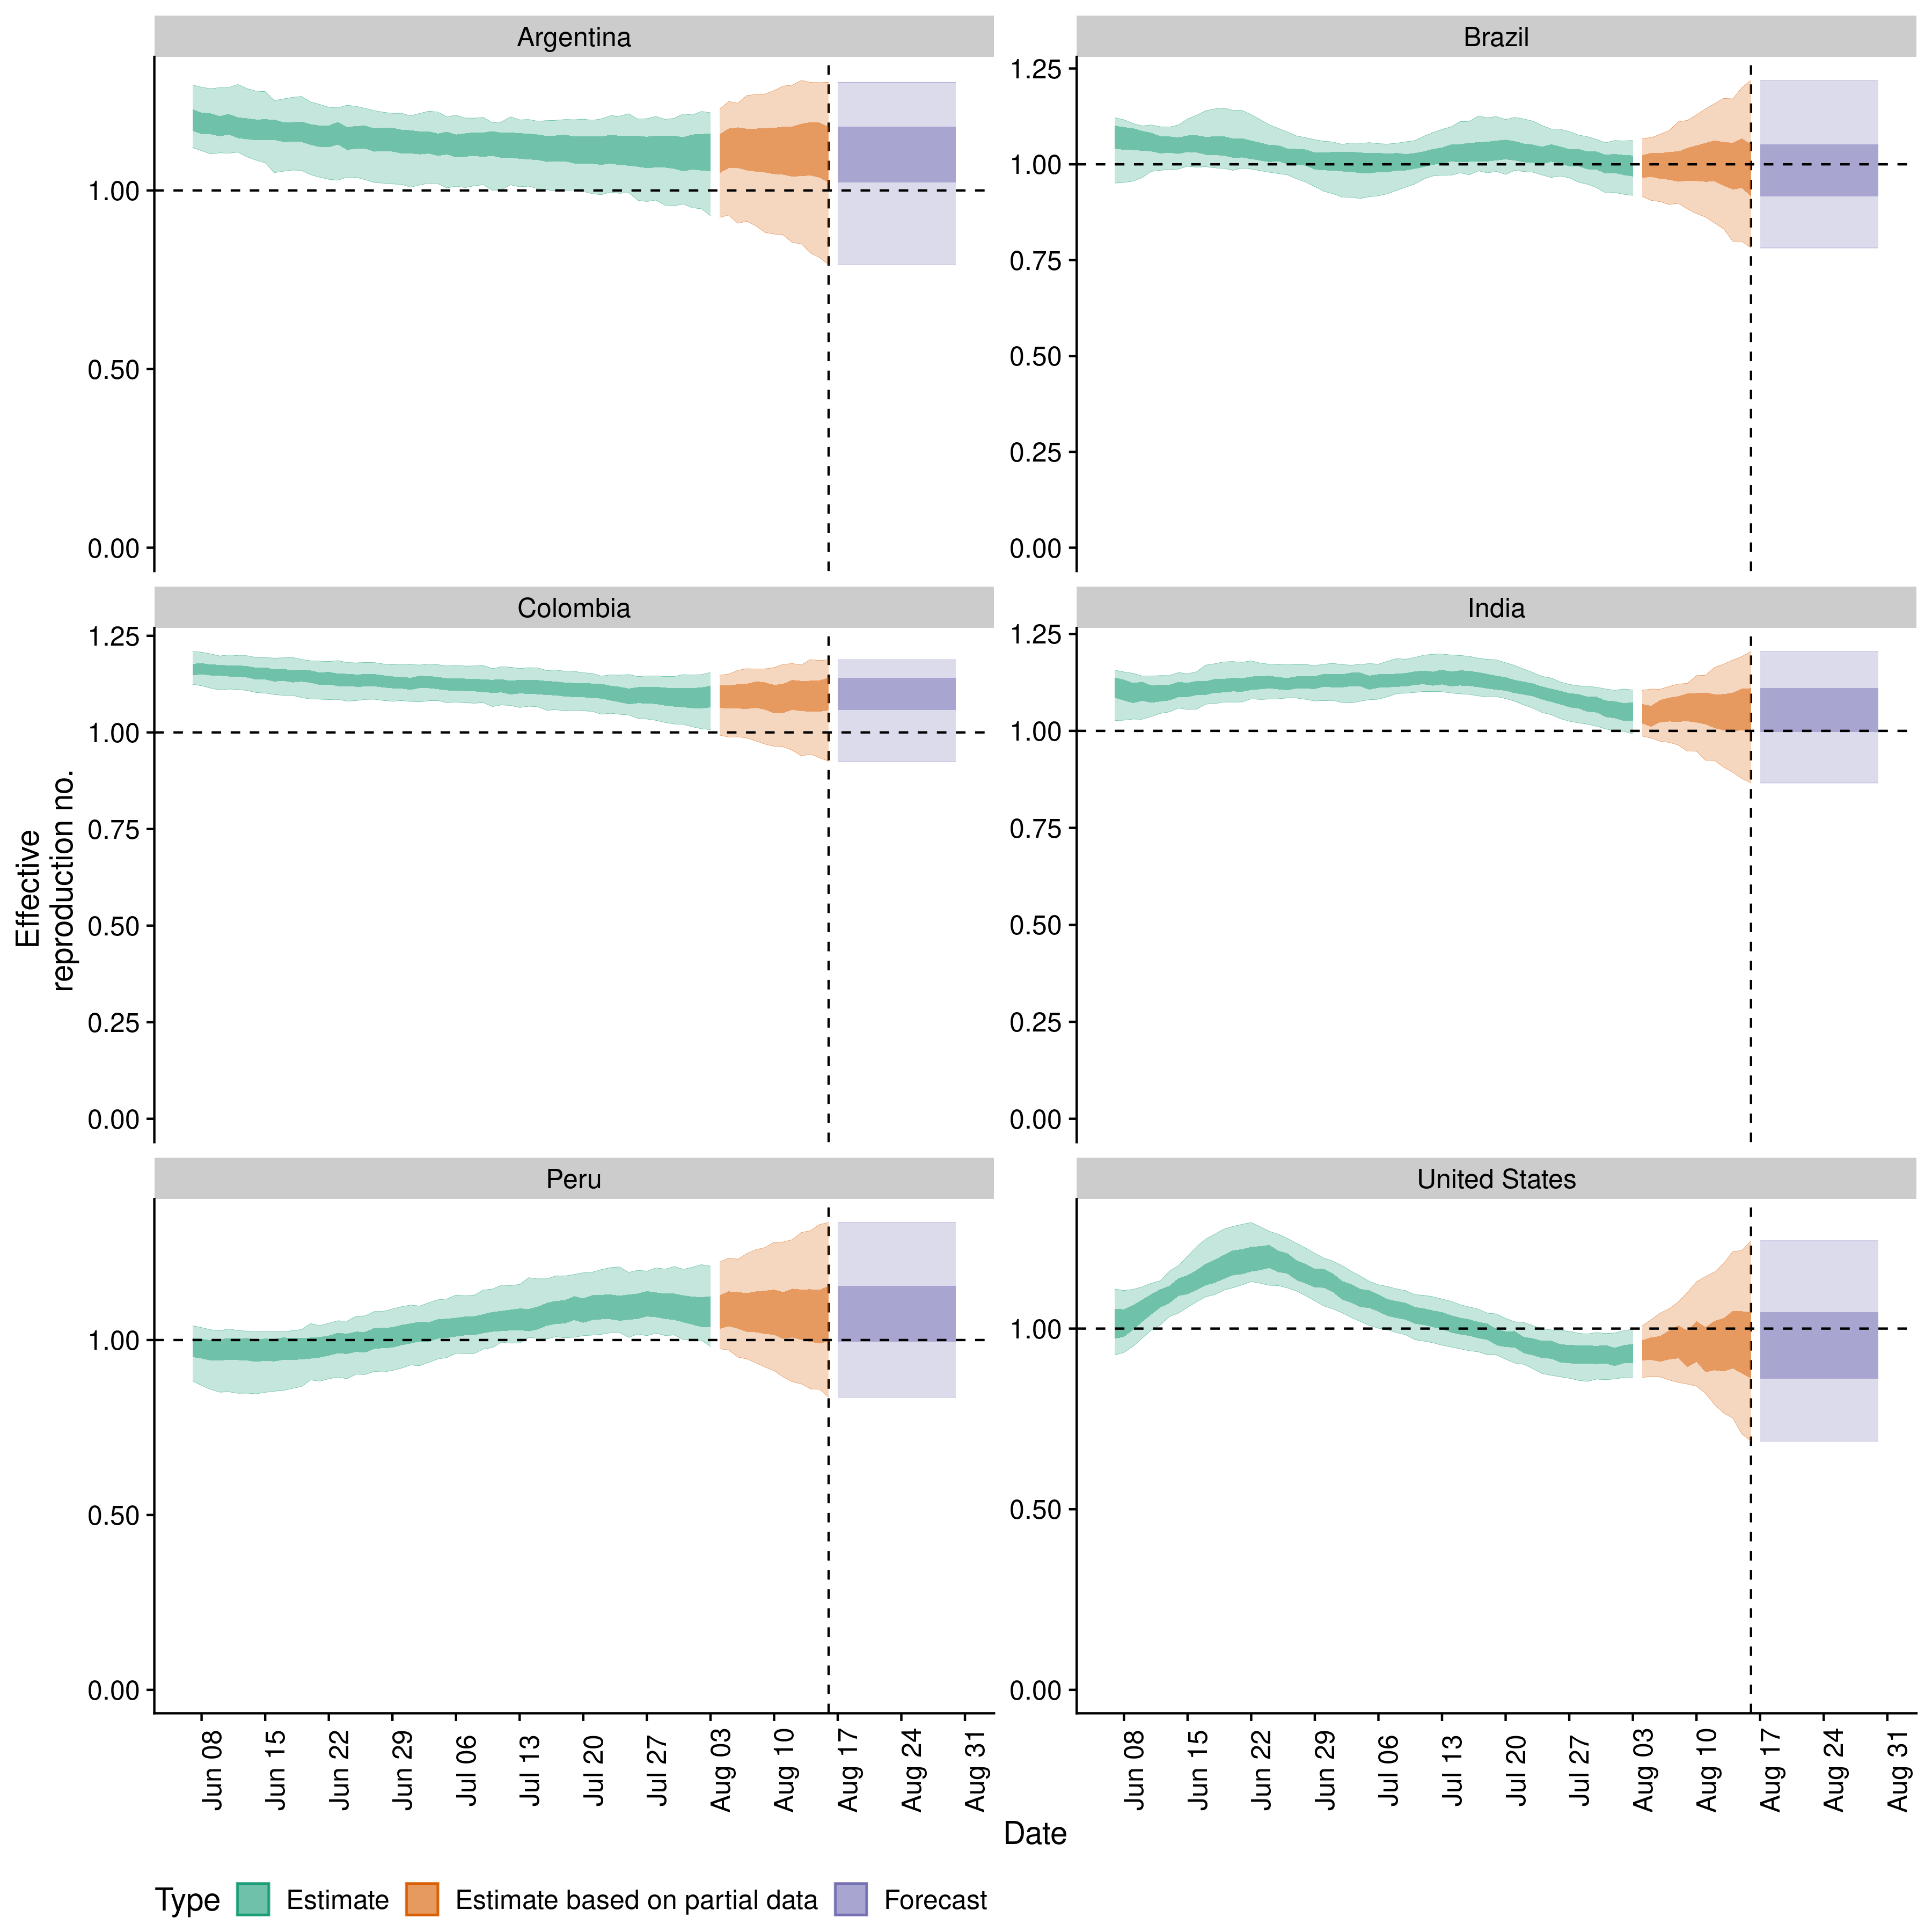 Argentina
Brazil
1.00
0.50
0.00
1.25
1.00
0.75
0.50
0.25
0.00
Colombia
India
1.25
1.00
0.75
0.50
0.25
0.00
1.25
1.00
0.75
0.50
0.25
0.00
Effective
reproduction no.
Peru
United States
1.00
0.50
0.00
1.00
0.50
0.00
Jun 08
Jun 15
Jun 22
Jun 29
Jul 06
Jul 13
Jul 20
Jul 27
Aug 03
Aug 10
Aug 17
Aug 24
Aug 31
Jun 08
Jun 15
Jun 22
Jun 29
Jul 06
Jul 13
Jul 20
Jul 27
Aug 03
Aug 10
Aug 17
Aug 24
Aug 31
Date
Type Estimate Estimate based on partial data Forecast